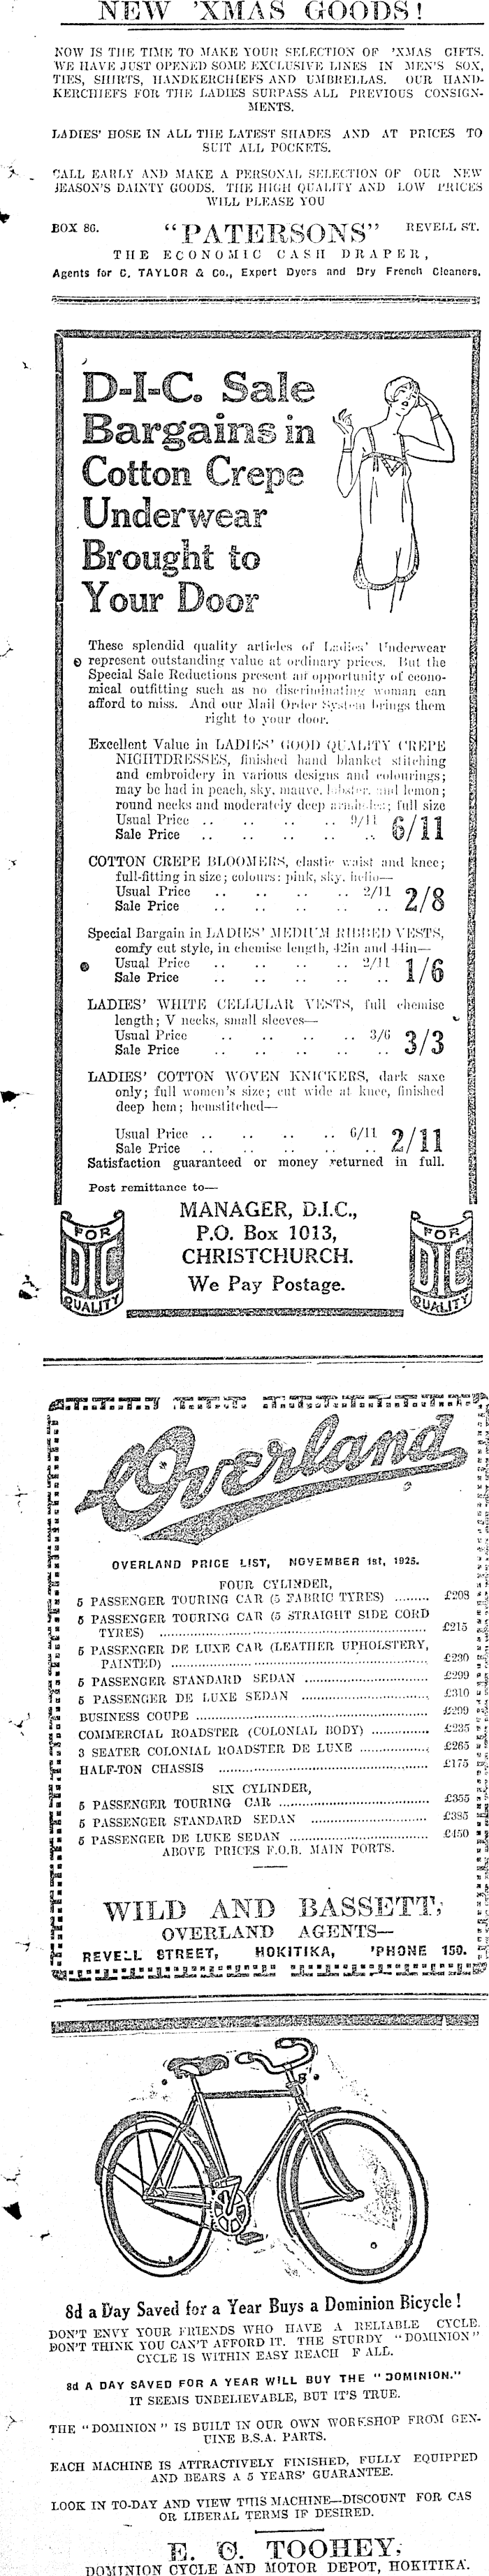 NEW 'XMAS GOODS!
NOW IS THE TIME TO MAKE YOUR SELECTION OF 'XMAS GIFTS.
WE HAVE JUST OPENED SOME EXCLUSIVE LINES IN MEN'S SOX,
TIES, SHIRTS, HANDKERCHIEFS AND UMBRELLAS. OUR HAND-
KERCHIEFS FOR THE LADIES SURPASS ALL PREVIOUS CONSIGN-
MENTS.
LADIES' HOSE IN ALL THE LATEST SHADES AND AT PRICES TO
SUIT ALL POCKETS.
CALL EARLY AND MAKE A PERSONAL SELECTION OF OUR NEW
SEASON'S DAINTY GOODS. THE HIGH QUALITY AND LOW PRICES
WILL PLEASE YOU
BOX 86. "PATERSONS" REVELL ST.
THE ECONOMIC CASH DRAPER,
Agents for C. TAYLOR & Co., Expert Dyers and Dry French Cleaners.
D-I-C. Sale
Bargains in
Cotton Crepe
Underwear
Brought to
Your Door
These splendid quality articles of Ladies' Underwear
represent outstanding value at ordinary prices. But the
Special Sale Reductions present an opportunity of econo-
mical outfitting such as no discriminating woman can
afford to miss. And our Mail Order System brings them
right to your door.
Excellent Value in LADIES' GOOD QUALITY CREPE
NIGHTDRESSES, finished hand blanket stitching
and embroidery in various designs and colourings;
may be had in peach, sky, mauve, lobster, and lemon;
round necks and moderately deep armholes; full size
Usual Price .. .. .. .. 9/11
Sale Price .. .. .. .. .. 6/11
COTTON CREPE BLOOMERS, elastic waist and knee;
full-fitting in size; colours: pink, sky, helio—
Usual Price .. .. .. .. 2/11
Sale Price .. .. .. .. .. 2/8
Special Bargain in LADIES' MEDIUM RIBBED VESTS,
comfy cut style, in chemise length, 42in and 44in—
Usual Price .. .. .. .. 2/11
Sale Price .. .. .. .. .. 1/6
LADIES' WHITE CELLULAR VESTS, full chemise
length; V necks, small sleeves—
Usual Price .. .. .. .. 3/6
Sale Price .. .. .. .. .. 3/3
LADIES' COTTON WOVEN KNICKERS, dark saxe
only; full women's size; cut wide at knee, finished
deep hem; hemstitched—
Usual Price .. .. .. .. 6/11
Sale Price .. .. .. .. .. 2/11
Satisfaction guaranteed or money returned in full.
Post remittance to—
MANAGER, D.I.C.,
P.O. Box 1013,
CHRISTCHURCH.
We Pay Postage.
FOR DIC QUALITY
FOR DIC QUALITY
Overland
OVERLAND PRICE LIST, NOVEMBER 1st, 1925.
FOUR CYLINDER,
5 PASSENGER TOURING CAR (5 FABRIC TYRES) ......... £208
5 PASSENGER TOURING CAR (5 STRAIGHT SIDE CORD
TYRES) ......... £215
5 PASSENGER DE LUXE CAR (LEATHER UPHOLSTERY,
PAINTED) ......... £230
5 PASSENGER STANDARD SEDAN ......... £299
5 PASSENGER DE LUXE SEDAN ......... £310
BUSINESS COUPE ......... £299
COMMERCIAL ROADSTER (COLONIAL BODY) ......... £235
3 SEATER COLONIAL ROADSTER DE LUXE ......... £265
HALF-TON CHASSIS ......... £175
SIX CYLINDER,
5 PASSENGER TOURING CAR ......... £355
5 PASSENGER STANDARD SEDAN ......... £385
5 PASSENGER DE LUKE SEDAN ......... £450
ABOVE PRICES F.O.B. MAIN PORTS.
WILD AND BASSETT,
OVERLAND AGENTS—
REVELL STREET, HOKITIKA, 'PHONE 150.
8d a Day Saved for a Year Buys a Dominion Bicycle!
DON'T ENVY YOUR FRIENDS WHO HAVE A RELIABLE CYCLE.
DON'T THINK YOU CAN'T AFFORD IT. THE STURDY "DOMINION"
CYCLE IS WITHIN EASY REACH F ALL.
8d A DAY SAVED FOR A YEAR WILL BUY THE "DOMINION."
IT SEEMS UNBELIEVABLE, BUT IT'S TRUE.
THE "DOMINION" IS BUILT IN OUR OWN WORKSHOP FROM GEN-
UINE B.S.A. PARTS.
EACH MACHINE IS ATTRACTIVELY FINISHED, FULLY EQUIPPED
AND BEARS A 5 YEARS' GUARANTEE.
LOOK IN TO-DAY AND VIEW THIS MACHINE—DISCOUNT FOR CAS
OR LIBERAL TERMS IF DESIRED.
E. C. TOOHEY,
DOMINION CYCLE AND MOTOR DEPOT, HOKITIKA.